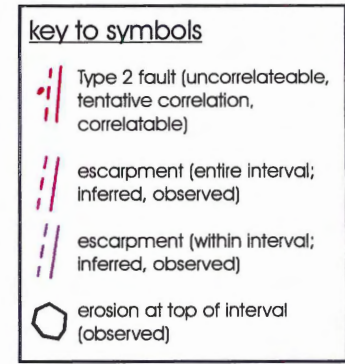 key to symbols
Type 2 fault (uncorrelateable,
tentative correlation,
correlatable)
escarpment (entire interval;
inferred, observed)
escarpment (within interval;
inferred, observed)
erosion at top of interval
(observed)